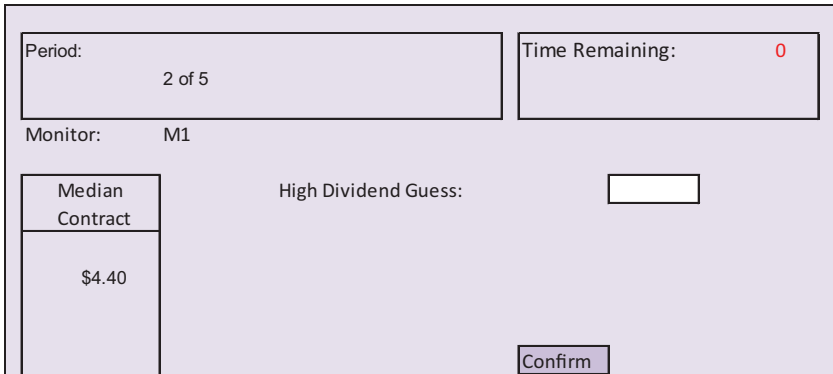 Period:
Time Remaining: 0
2 of 5
Monitor: M1
Median
Contract
High Dividend Guess:
$4.40
Confirm